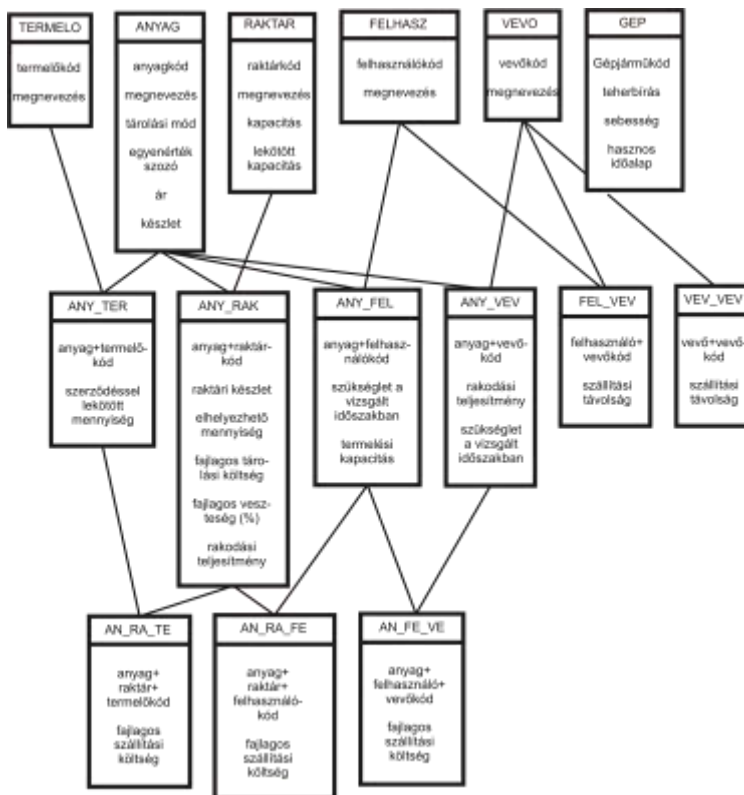 TERMELO
termelőkód
megnevezés
ANYAG
anyagkód
megnevezés
tárolási mód
egyenérték
szozó
ár
készlet
RAKTAR
raktárkód
megnevezés
kapacitás
lekötött
kapacitás
FELHASZ
felhasználókód
megnevezés
VEVO
vevőkód
megnevezés
GEP
Gépjárműkód
teherbírás
sebesség
hasznos
időalap
ANY_TER
anyag+termelő-
kód
szerződéssel
lekötött
mennyiség
ANY_RAK
anyag+raktár-
kód
raktári készlet
elhelyezhető
mennyiség
fajlagos táro-
lási költség
fajlagos vesz-
teség (%)
rakodási
teljesítmény
ANY_FEL
anyag+felhasz-
nálókód
szükséglet a
vizsgált
időszakban
termelési
kapacitás
ANY_VEV
anyag+vevő-
kód
rakodási
teljesítmény
szükséglet
a vizsgált
időszakban
FEL_VEV
felhasználó+
vevőkód
szállítási
távolság
VEV_VEV
vevő+vevő-
kód
szállítási
távolság
AN_RA_TE
anyag+
raktár+
termelőkód
fajlagos
szállítási
költség
AN_RA_FE
anyag+
raktár+
felhasználó-
kód
fajlagos
szállítási
költség
AN_FE_VE
anyag+
felhasználó+
vevőkód
fajlagos
szállítási
költség